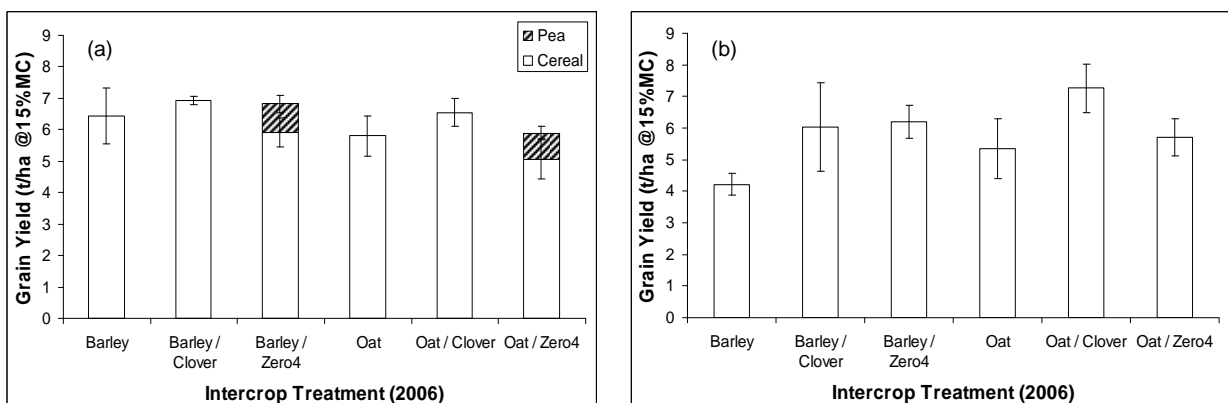 (a)
Pea
Cereal
Grain Yield (t/ha @15%MC)
9
8
7
6
5
4
3
2
1
0
Barley
Barley /
Clover
Barley /
Zero4
Oat
Oat / Clover
Oat / Zero4
Intercrop Treatment (2006)
(b)
Grain Yield (t/ha @15%MC)
9
8
7
6
5
4
3
2
1
0
Barley
Barley /
Clover
Barley /
Zero4
Oat
Oat / Clover
Oat / Zero4
Intercrop Treatment (2006)